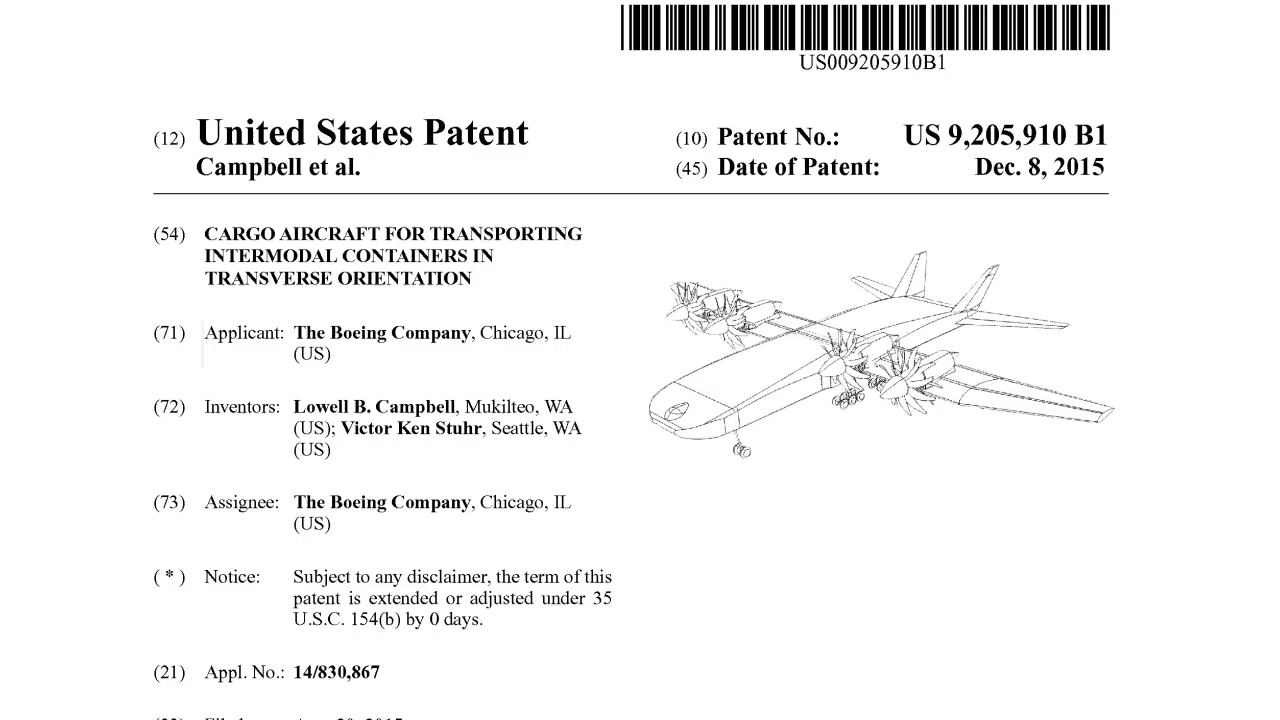 US009205910B1
(12) United States Patent
Campbell et al.
(10) Patent No.: US 9,205,910 B1
(45) Date of Patent: Dec. 8, 2015
(54) CARGO AIRCRAFT FOR TRANSPORTING
INTERMODAL CONTAINERS IN
TRANSVERSE ORIENTATION
(71) Applicant: The Boeing Company, Chicago, IL
(US)
(72) Inventors: Lowell B. Campbell, Mukilteo, WA
(US); Victor Ken Stuhr, Seattle, WA
(US)
(73) Assignee: The Boeing Company, Chicago, IL
(US)
( * ) Notice: Subject to any disclaimer, the term of this
patent is extended or adjusted under 35
U.S.C. 154(b) by 0 days.
(21) Appl. No.: 14/830,867